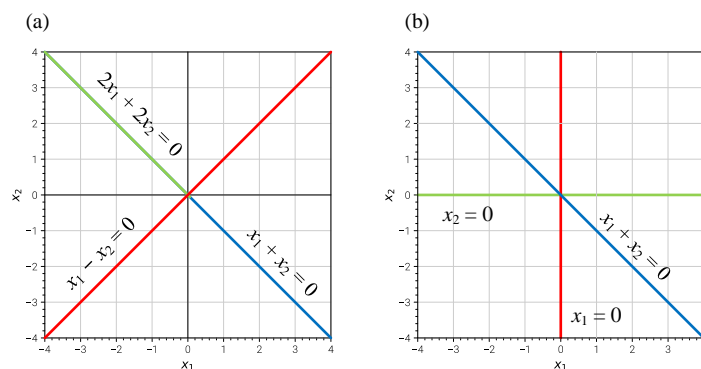 (a)
(b)
4
3
2
1
0
−1
−2
−3
−4
x₂
2x₁ + 2x₂ = 0
x₁ − x₂ = 0
x₁ + x₂ = 0
−4 −3 −2 −1 0 1 2 3 4
x₁
4
3
2
1
0
−1
−2
−3
−4
x₂
x₂ = 0
x₁ + x₂ = 0
x₁ = 0
−4 −3 −2 −1 0 1 2 3
x₁